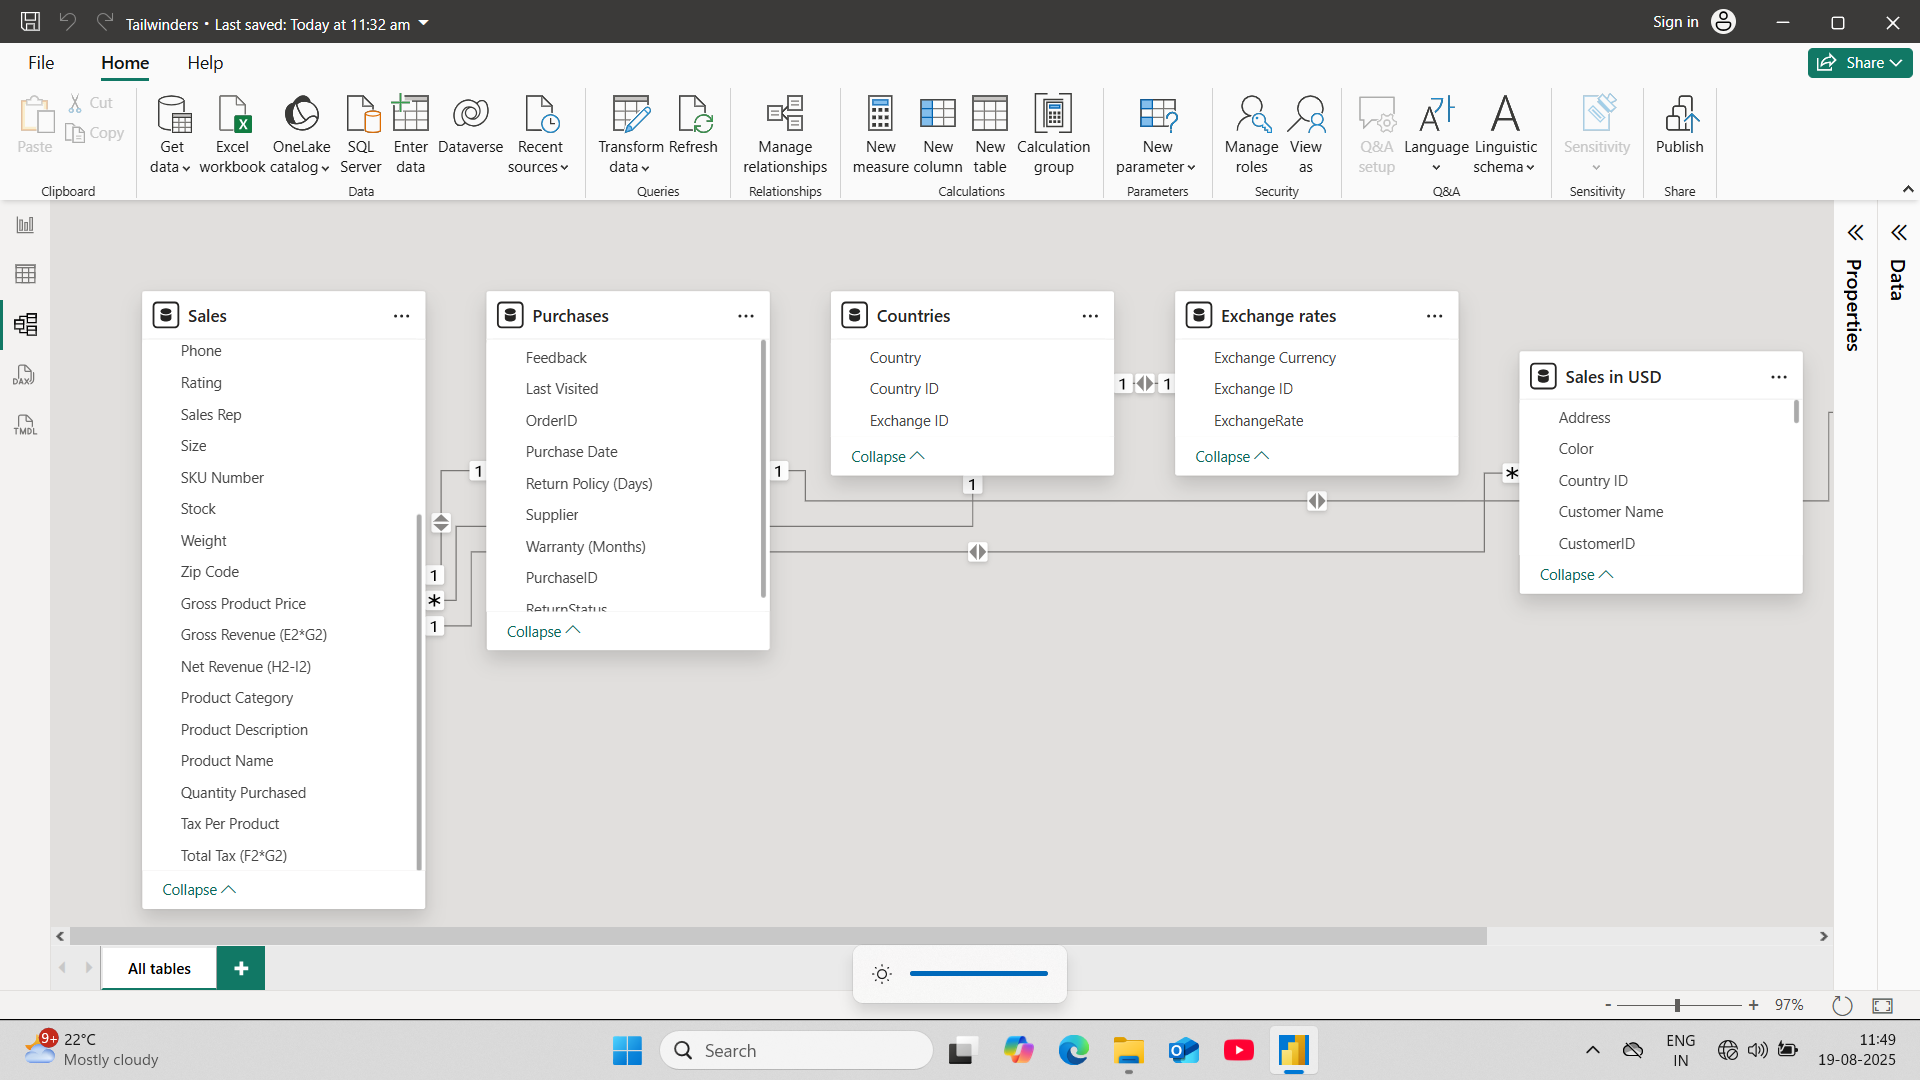 Tailwinders • Last saved: Today at 11:32 am
Sign in
File
Home
Help
Share
Paste
Cut
Copy
Clipboard
Get data
Excel workbook
OneLake catalog
SQL Server
Enter data
Dataverse
Recent sources
Data
Transform data
Refresh
Queries
Manage relationships
Relationships
New measure
New column
New table
Calculation group
Calculations
New parameter
Parameters
Manage roles
View as
Security
Q&A setup
Language
Linguistic schema
Q&A
Sensitivity
Sensitivity
Publish
Share
DAX
TMDL
Sales
Phone
Rating
Sales Rep
Size
SKU Number
Stock
Weight
Zip Code
Gross Product Price
Gross Revenue (E2*G2)
Net Revenue (H2-I2)
Product Category
Product Description
Product Name
Quantity Purchased
Tax Per Product
Total Tax (F2*G2)
Collapse
1
1
*
1
Purchases
Feedback
Last Visited
OrderID
Purchase Date
Return Policy (Days)
Supplier
Warranty (Months)
PurchaseID
ReturnStatus
Collapse
1
Countries
Country
Country ID
Exchange ID
Collapse
1
1
1
Exchange rates
Exchange Currency
Exchange ID
ExchangeRate
Collapse
*
Sales in USD
Address
Color
Country ID
Customer Name
CustomerID
Collapse
Properties
Data
All tables
+
- + 97%
9+
22°C
Mostly cloudy
Search
ENG
IN
11:49
19-08-2025